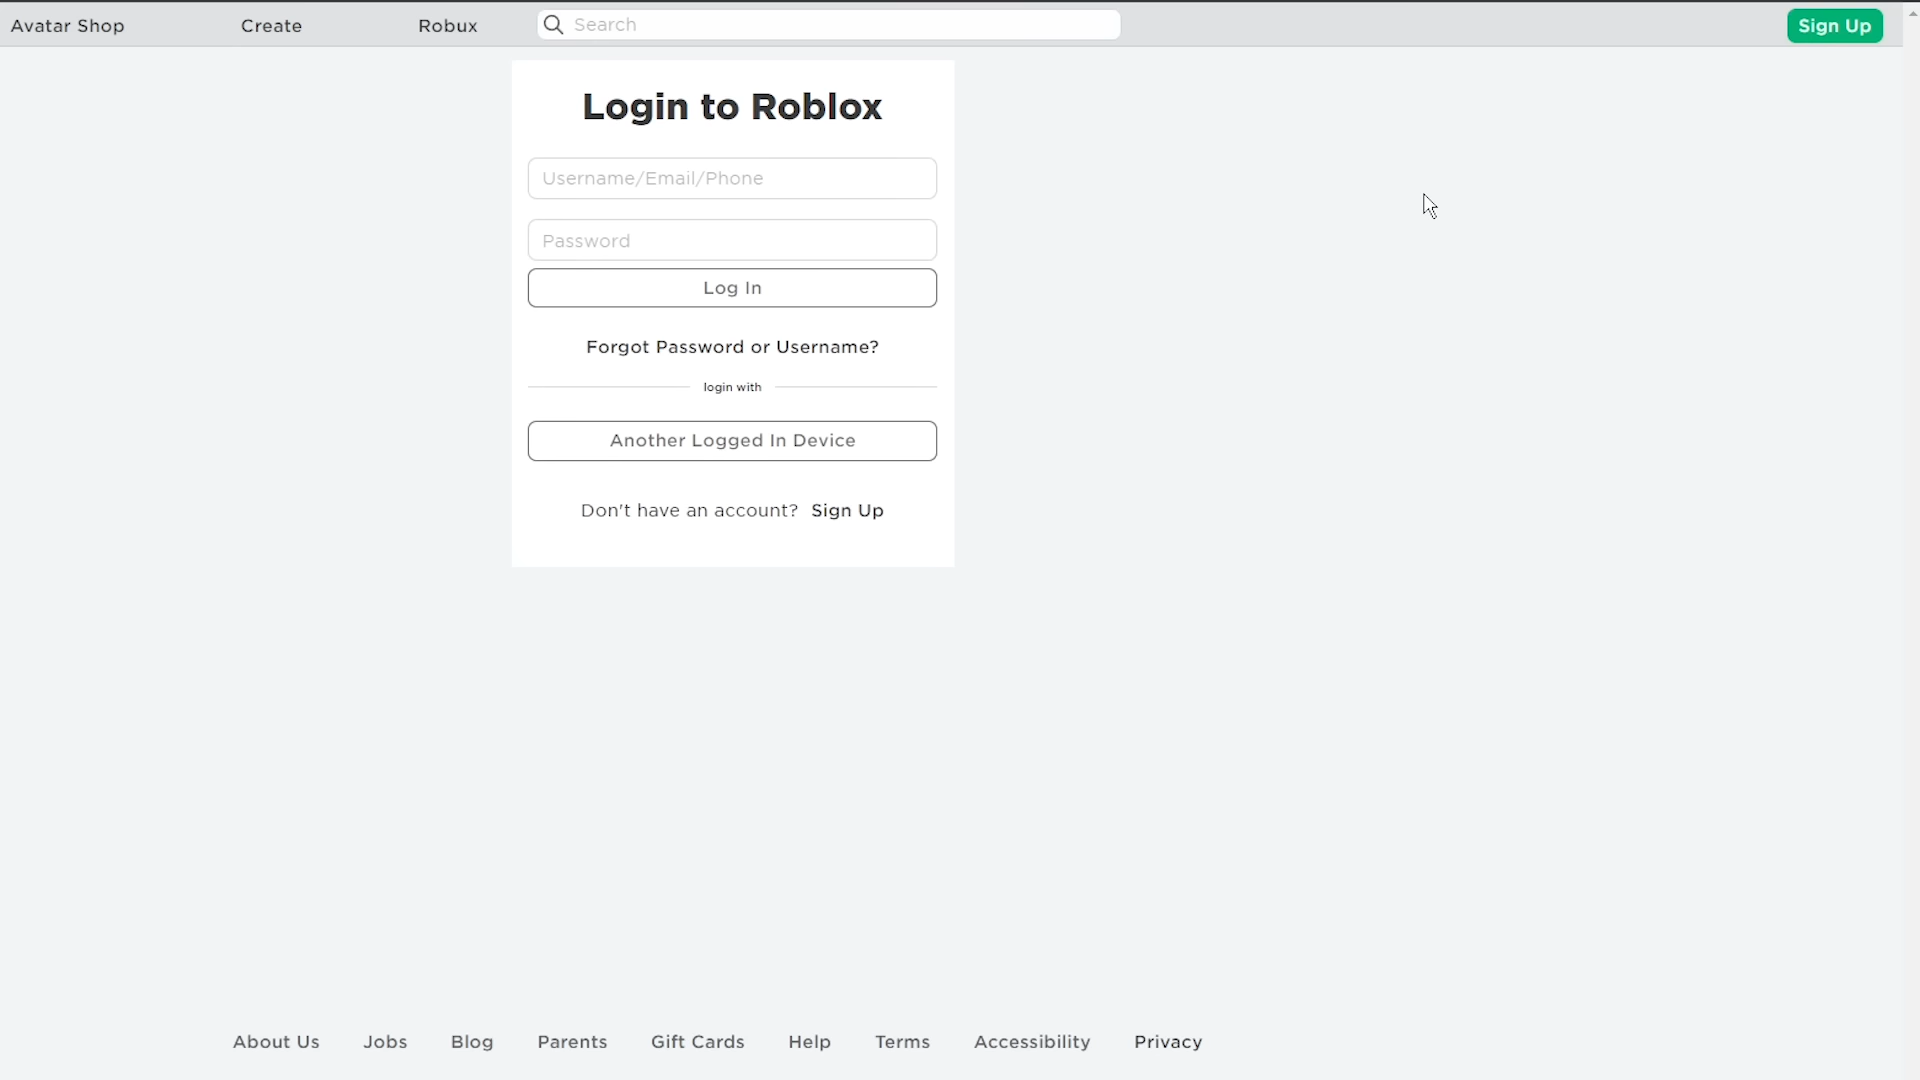 Avatar Shop Create Robux Search Sign Up
Login to Roblox
Username/Email/Phone
Password
Log In
Forgot Password or Username?
login with
Another Logged In Device
Don't have an account? Sign Up
About Us Jobs Blog Parents Gift Cards Help Terms Accessibility Privacy